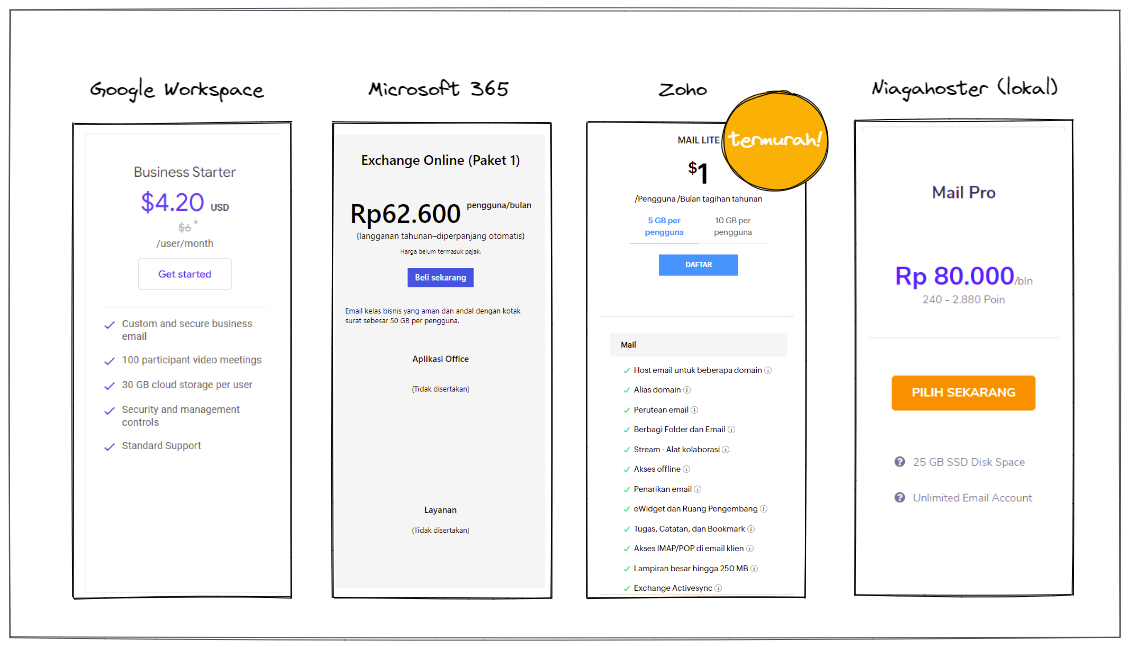 Google Workspace
Business Starter
$4.20 USD
$6 *
/user/month
Get started
Custom and secure business
email
100 participant video meetings
30 GB cloud storage per user
Security and management
controls
Standard Support
Microsoft 365
Exchange Online (Paket 1)
Rp62.600 pengguna/bulan
(langganan tahunan–diperpanjang otomatis)
Harga belum termasuk pajak.
Beli sekarang
Email kelas bisnis yang aman dan andal dengan kotak
surat sebesar 50 GB per pengguna.
Aplikasi Office
(Tidak disertakan)
Layanan
(Tidak disertakan)
Zoho
termurah!
MAIL LITE
$1
/Pengguna /Bulan tagihan tahunan
5 GB per
pengguna
10 GB per
pengguna
DAFTAR
Mail
Host email untuk beberapa domain
Alias domain
Perutean email
Berbagi Folder dan Email
Stream - Alat kolaborasi
Akses offline
Penarikan email
eWidget dan Ruang Pengembang
Tugas, Catatan, dan Bookmark
Akses IMAP/POP di email klien
Lampiran besar hingga 250 MB
Exchange Activesync
Niagahoster (lokal)
Mail Pro
Rp 80.000/bln
240 - 2.880 Poin
PILIH SEKARANG
25 GB SSD Disk Space
Unlimited Email Account